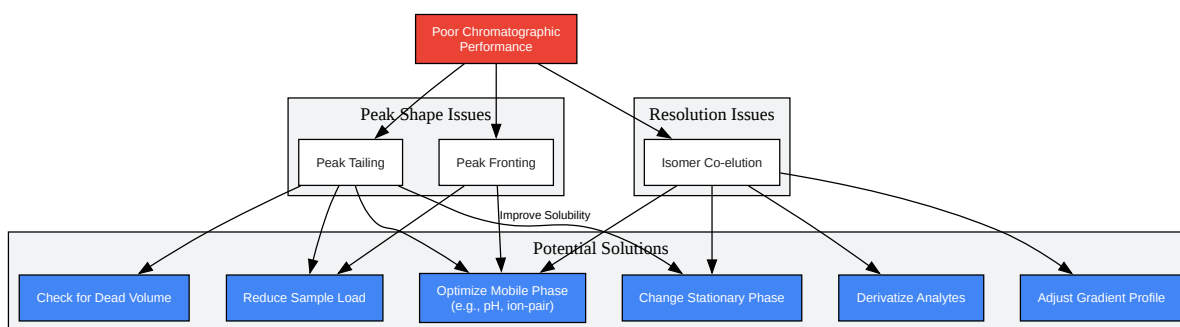 Poor Chromatographic
Performance
Peak Shape Issues
Resolution Issues
Peak Tailing
Peak Fronting
Isomer Co-elution
Improve Solubility
Potential Solutions
Check for Dead Volume
Reduce Sample Load
Optimize Mobile Phase
(e.g., pH, ion-pair)
Change Stationary Phase
Derivatize Analytes
Adjust Gradient Profile